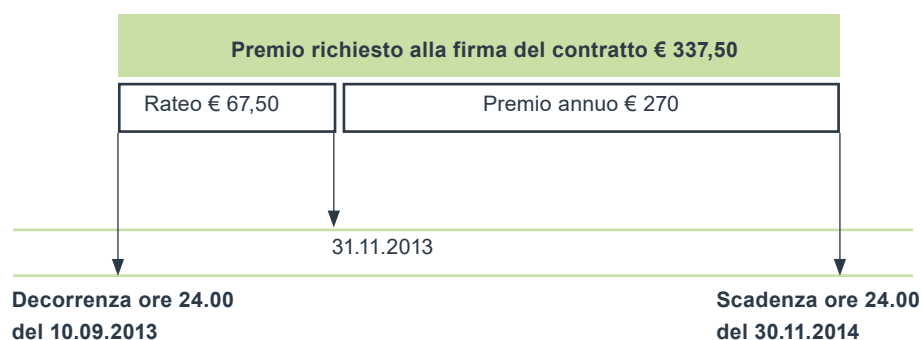 Premio richiesto alla firma del contratto € 337,50
Rateo € 67,50
Premio annuo € 270
31.11.2013
Decorrenza ore 24.00
del 10.09.2013
Scadenza ore 24.00
del 30.11.2014